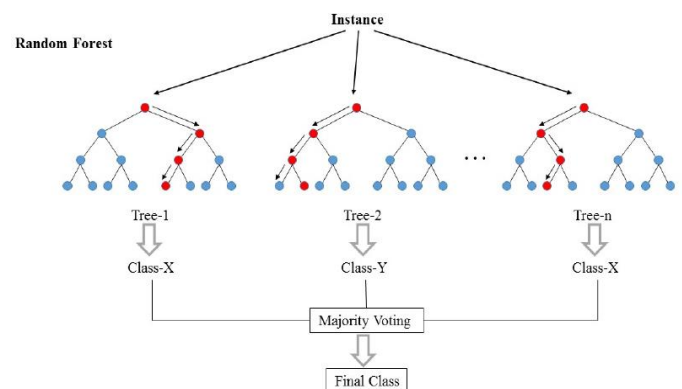 Instance
Random Forest
...
Tree-1 Tree-2 Tree-n
Class-X Class-Y Class-X
Majority Voting
Final Class